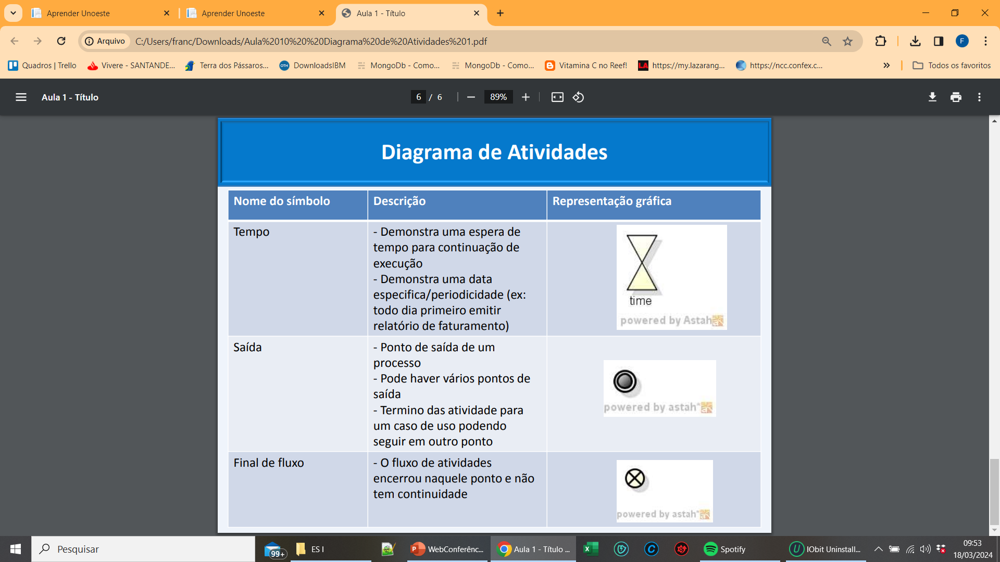 Aprender Unoeste
Aprender Unoeste
Aula 1 - Título
Arquivo
C:/Users/franc/Downloads/Aula%2010%20%20Diagrama%20de%20Atividades%201.pdf
F
Quadros | Trello
Vivere - SANTANDE...
Terra dos Pássaros...
OTH
DownloadsIBM
MongoDb - Como...
MongoDb - Como...
Vitamina C no Reef!
LA
https://my.lazarang...
https://ncc.confex.c...
Todos os favoritos
Aula 1 - Título
6 / 6
89%
Diagrama de Atividades
Nome do símbolo
Descrição
Representação gráfica
Tempo
- Demonstra uma espera de
tempo para continuação de
execução
- Demonstra uma data
especifica/periodicidade (ex:
todo dia primeiro emitir
relatório de faturamento)
time
powered by Astah
Saída
- Ponto de saída de um
processo
- Pode haver vários pontos de
saída
- Termino das atividade para
um caso de uso podendo
seguir em outro ponto
powered by astah*
Final de fluxo
- O fluxo de atividades
encerrou naquele ponto e não
tem continuidade
powered by astah*
Pesquisar
99+
ES I
WebConferênc...
Aula 1 - Título ...
Spotify
IObit Uninstall...
09:53
18/03/2024